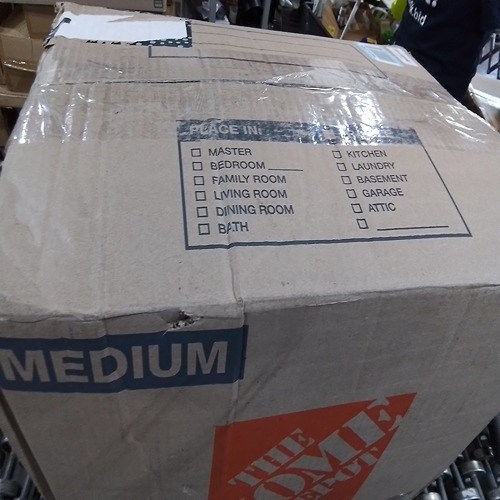 PLACE IN:
MASTER
BEDROOM
FAMILY ROOM
LIVING ROOM
DINING ROOM
BATH
KITCHEN
LAUNDRY
BASEMENT
GARAGE
ATTIC
MEDIUM
THE
HOME
DEPOT